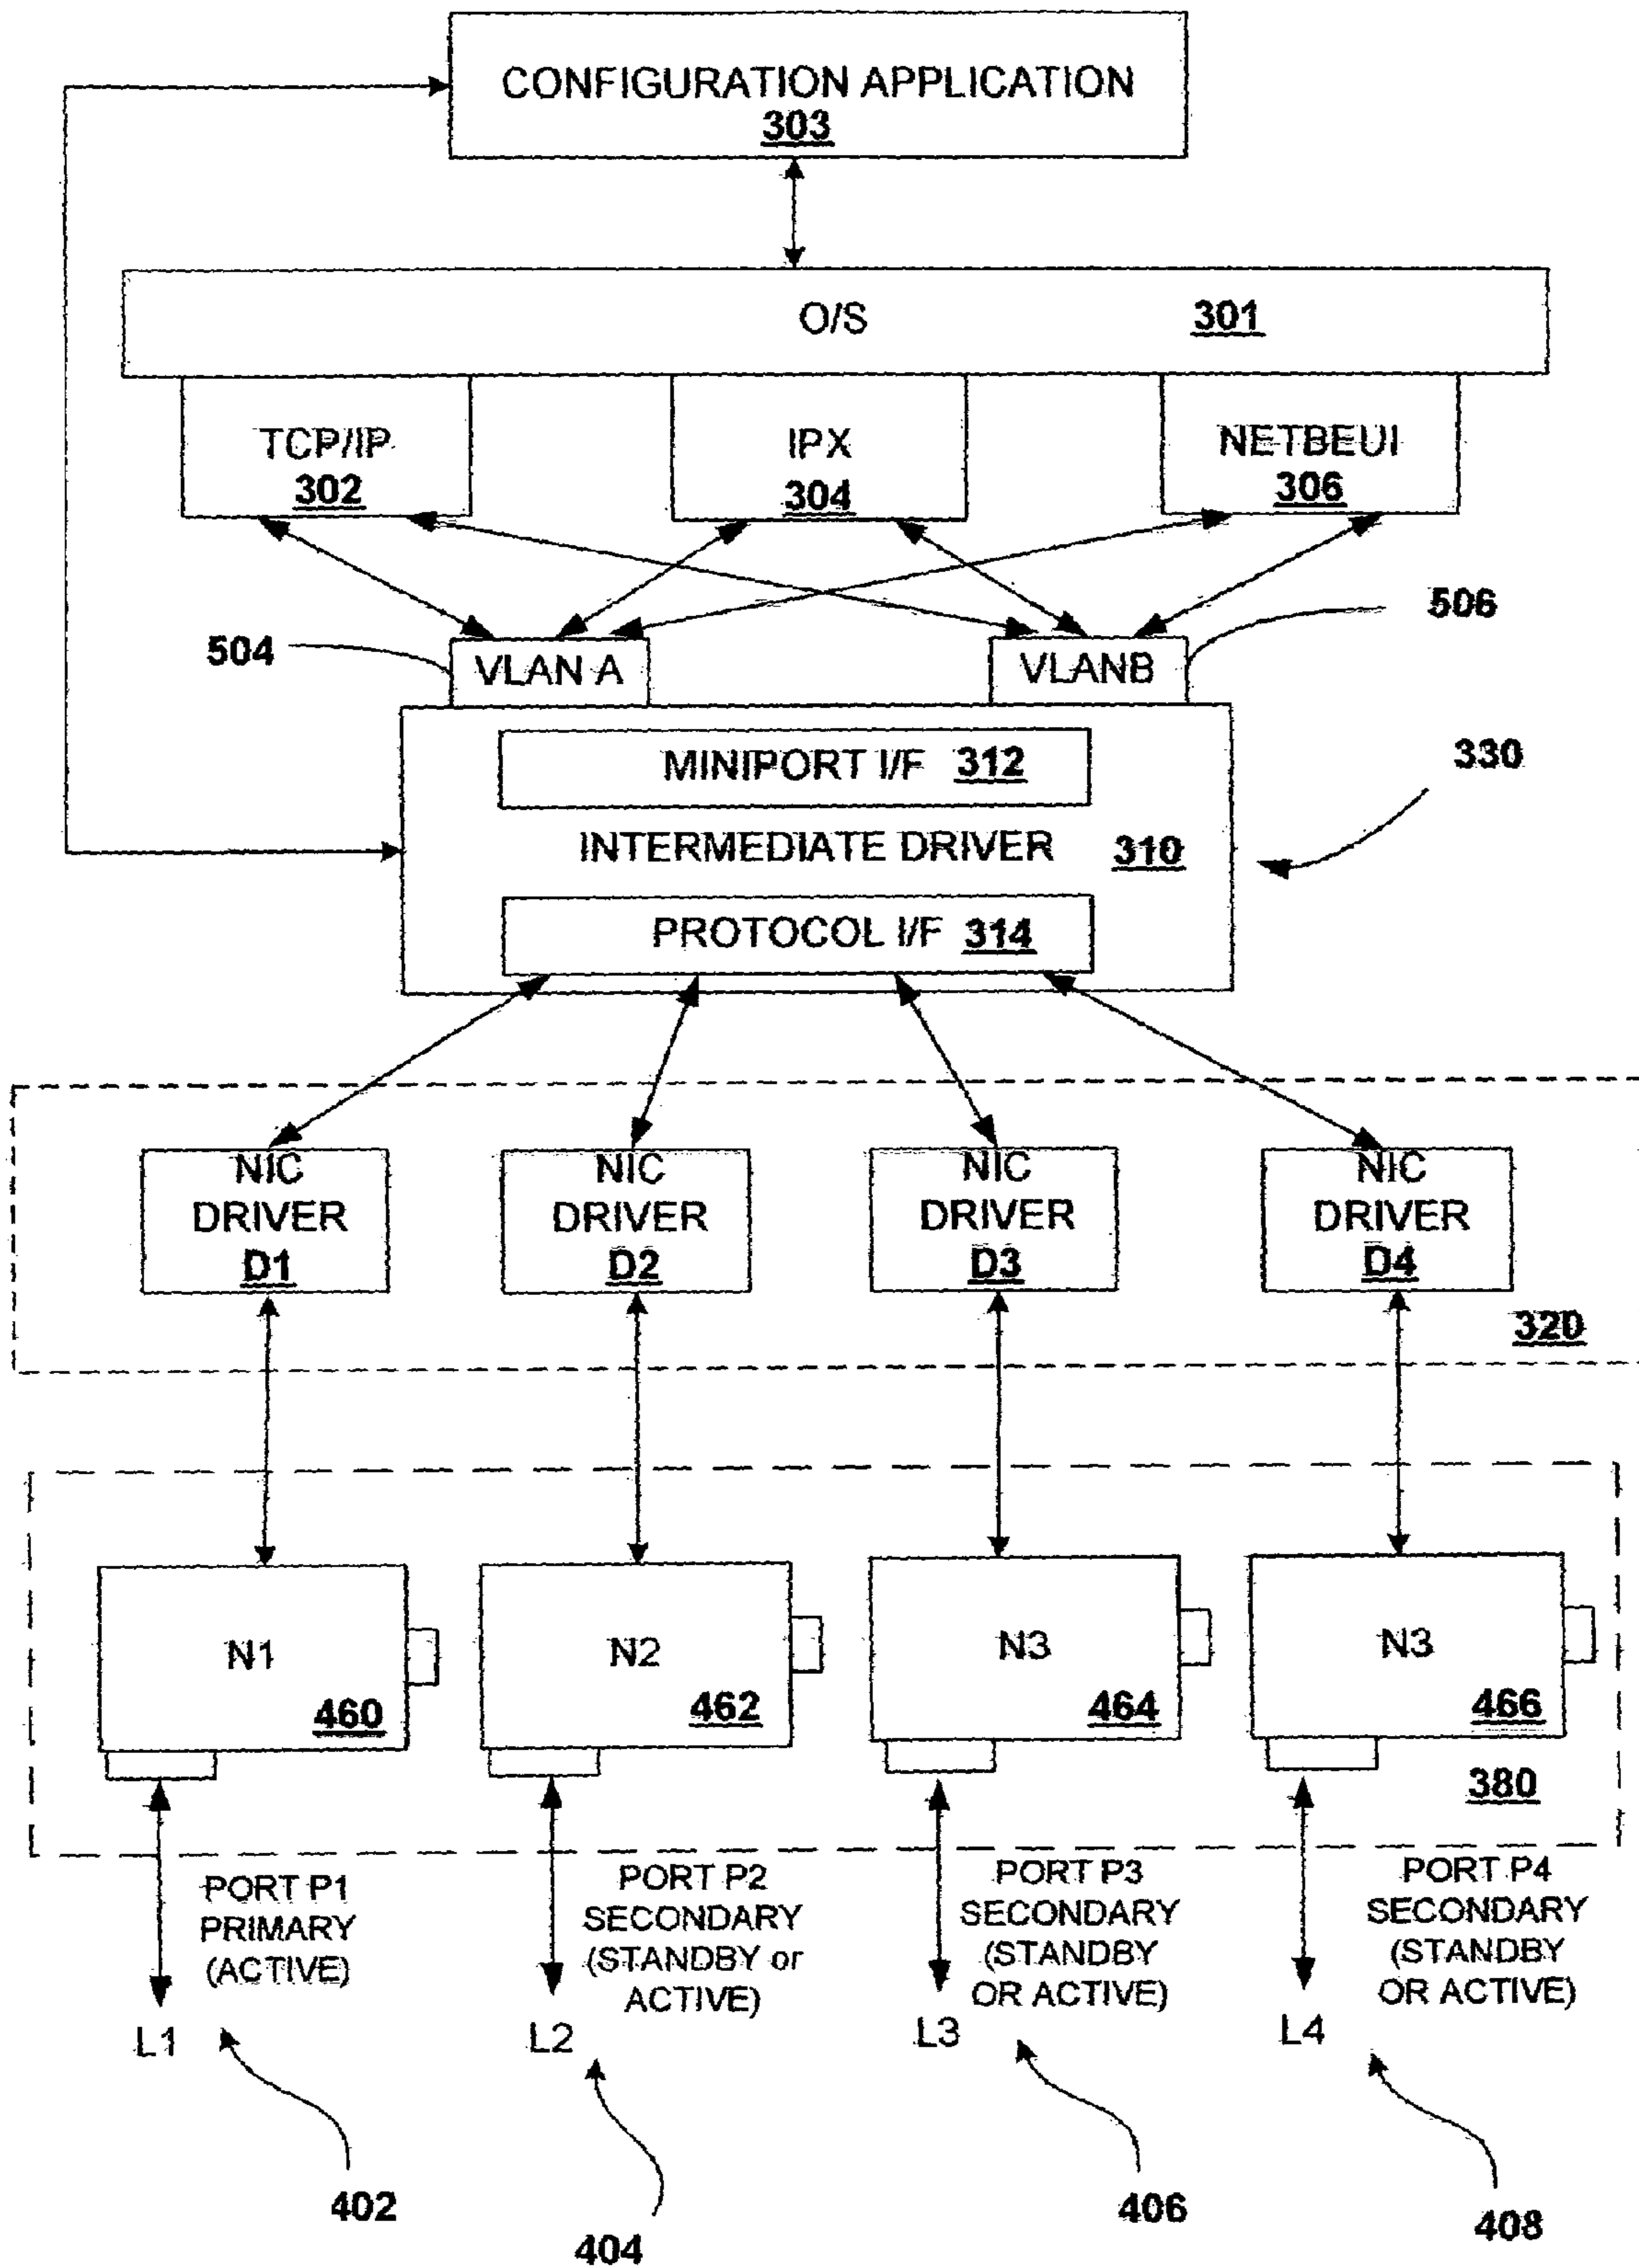 CONFIGURATION APPLICATION
303
O/S 301
TCP/IP
302
IPX
304
NETBEUI
306
504
VLAN A
VLANB
506
MINIPORT I/F 312
330
INTERMEDIATE DRIVER 310
PROTOCOL I/F 314
NIC
DRIVER
D1
NIC
DRIVER
D2
NIC
DRIVER
D3
NIC
DRIVER
D4
320
N1
460
N2
462
N3
464
N3
466
380
PORT P1
PRIMARY
(ACTIVE)
PORT P2
SECONDARY
(STANDBY or
ACTIVE)
PORT P3
SECONDARY
(STANDBY
OR ACTIVE)
PORT P4
SECONDARY
(STANDBY
OR ACTIVE)
L1
L2
L3
L4
402
404
406
408